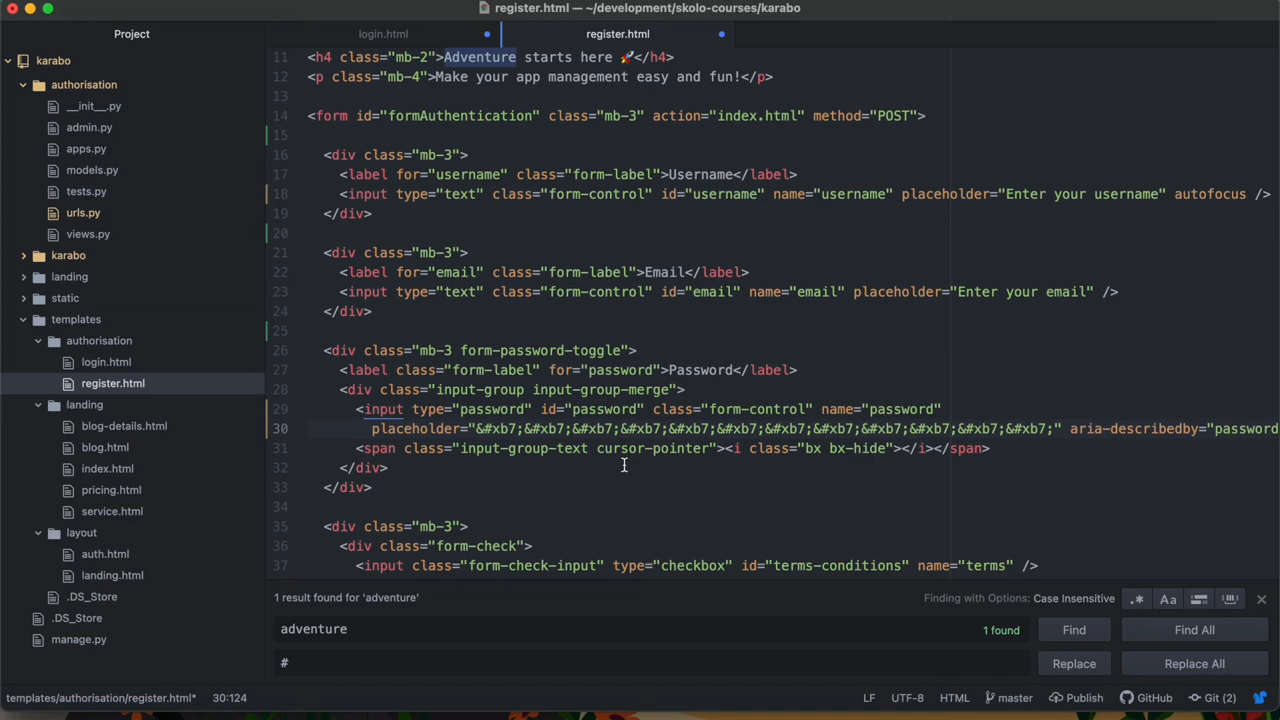 register.html — ~/development/skolo-courses/karabo
Project
login.html
register.html
karabo
authorisation
__init__.py
admin.py
apps.py
models.py
tests.py
urls.py
views.py
karabo
landing
static
templates
authorisation
login.html
register.html
landing
blog-details.html
blog.html
index.html
pricing.html
service.html
layout
auth.html
landing.html
.DS_Store
.DS_Store
manage.py
11 <h4 class="mb-2">Adventure starts here 🚀</h4>
12 <p class="mb-4">Make your app management easy and fun!</p>
13
14 <form id="formAuthentication" class="mb-3" action="index.html" method="POST">
15
16 <div class="mb-3">
17 <label for="username" class="form-label">Username</label>
18 <input type="text" class="form-control" id="username" name="username" placeholder="Enter your username" autofocus />
19 </div>
20
21 <div class="mb-3">
22 <label for="email" class="form-label">Email</label>
23 <input type="text" class="form-control" id="email" name="email" placeholder="Enter your email" />
24 </div>
25
26 <div class="mb-3 form-password-toggle">
27 <label class="form-label" for="password">Password</label>
28 <div class="input-group input-group-merge">
29 <input type="password" id="password" class="form-control" name="password"
30 placeholder="&#xb7;&#xb7;&#xb7;&#xb7;&#xb7;&#xb7;&#xb7;&#xb7;&#xb7;&#xb7;&#xb7;&#xb7;" aria-describedby="password
31 <span class="input-group-text cursor-pointer"><i class="bx bx-hide"></i></span>
32 </div>
33 </div>
34
35 <div class="mb-3">
36 <div class="form-check">
37 <input class="form-check-input" type="checkbox" id="terms-conditions" name="terms" />
1 result found for 'adventure'
Finding with Options: Case Insensitive
.* Aa
adventure
1 found
Find
Find All
#
Replace
Replace All
templates/authorisation/register.html* 30:124
LF UTF-8 HTML master Publish GitHub Git (2)